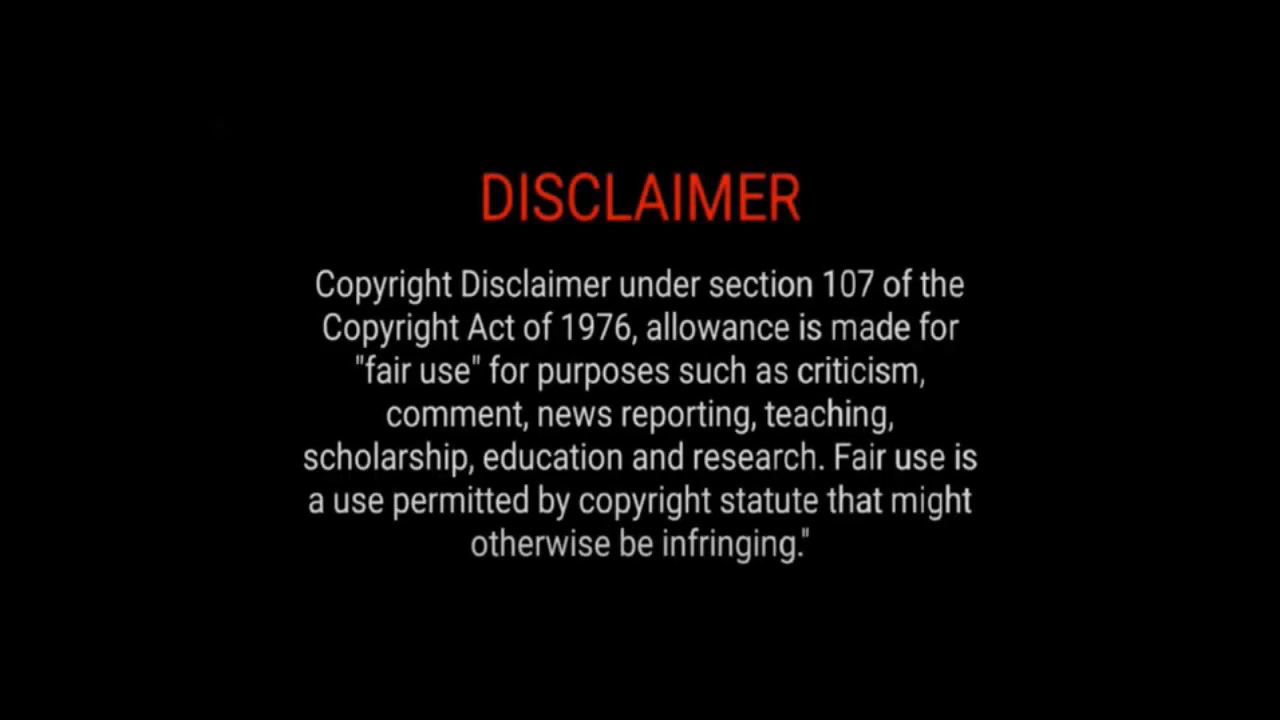 DISCLAIMER
Copyright Disclaimer under section 107 of the
Copyright Act of 1976, allowance is made for
"fair use" for purposes such as criticism,
comment, news reporting, teaching,
scholarship, education and research. Fair use is
a use permitted by copyright statute that might
otherwise be infringing."